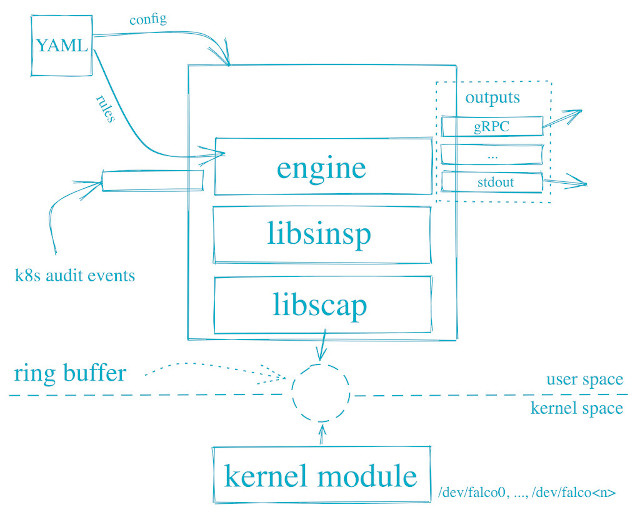 config
YAML
rules
outputs
gRPC
...
stdout
engine
libsinsp
libscap
k8s audit events
ring buffer
user space
kernel space
kernel module
/dev/falco0, ..., /dev/falco<n>